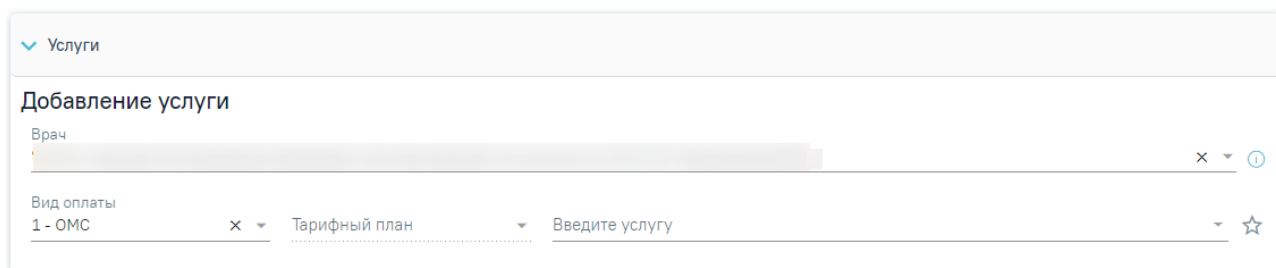 Услуги
Добавление услуги
Врач
Вид оплаты
1 - ОМС Тарифный план Введите услугу